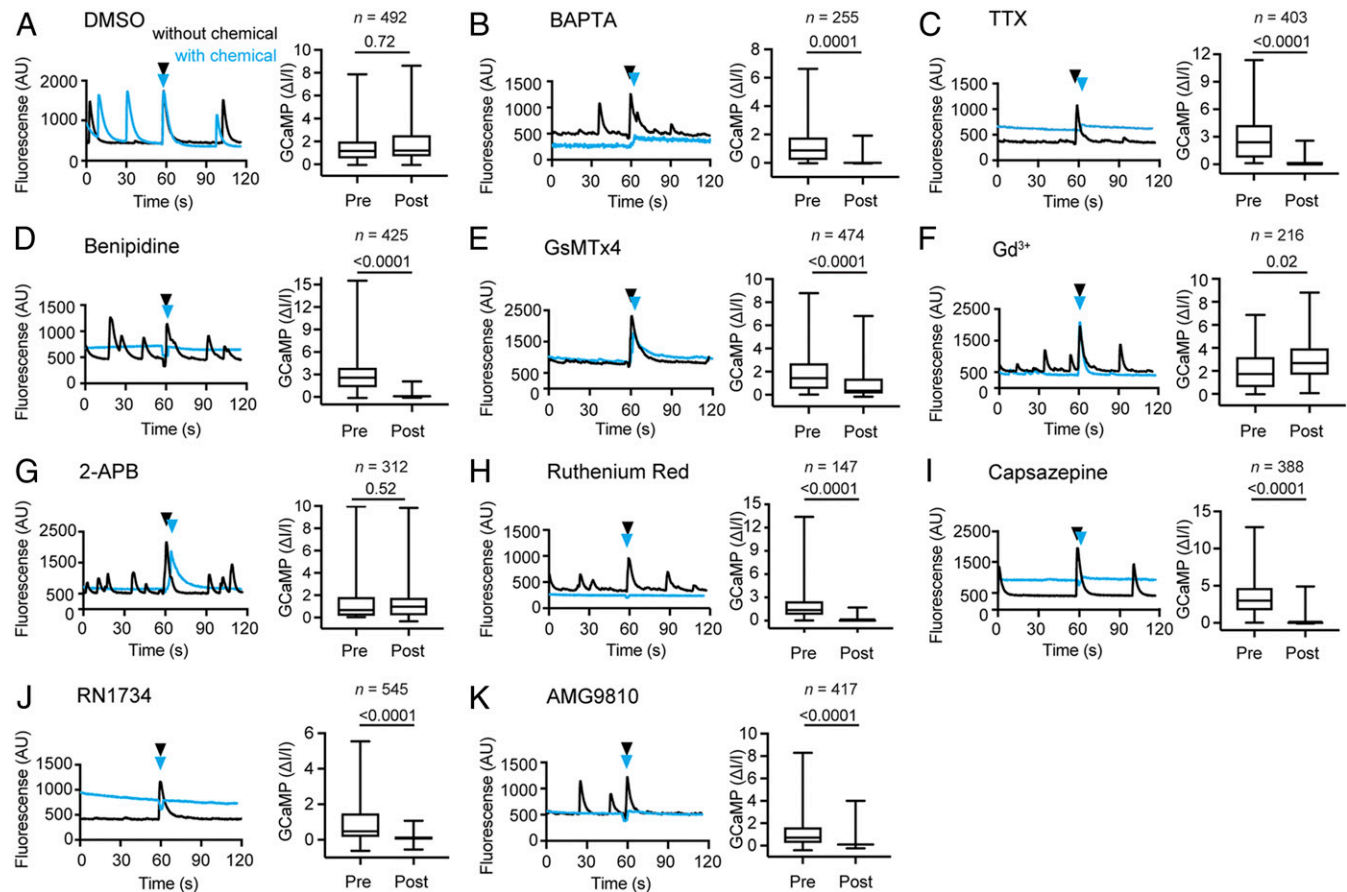 A
DMSO
without chemical
with chemical
n = 492
0.72
Fluorescense (AU)
2000
1000
0
0 30 60 90 120
Time (s)
GCaMP (ΔI/I)
10
8
6
4
2
0
Pre Post
B
BAPTA
n = 255
0.0001
Fluorescense (AU)
1500
1000
500
0
0 30 60 90 120
Time (s)
GCaMP (ΔI/I)
8
6
4
2
0
Pre Post
C
TTX
n = 403
<0.0001
Fluorescense (AU)
1500
1000
500
0
0 30 60 90 120
Time (s)
GCaMP (ΔI/I)
12
9
6
3
0
Pre Post
D
Benipidine
n = 425
<0.0001
Fluorescense (AU)
1500
1000
500
0
0 30 60 90 120
Time (s)
GCaMP (ΔI/I)
15
12
9
6
3
0
Pre Post
E
GsMTx4
n = 474
<0.0001
Fluorescense (AU)
2500
1500
500
0
0 30 60 90 120
Time (s)
GCaMP (ΔI/I)
10
8
6
4
2
0
Pre Post
F
Gd³⁺
n = 216
0.02
Fluorescense (AU)
2500
1500
500
0
0 30 60 90 120
Time (s)
GCaMP (ΔI/I)
10
8
6
4
2
0
Pre Post
G
2-APB
n = 312
0.52
Fluorescense (AU)
2500
1500
500
0
0 30 60 90 120
Time (s)
GCaMP (ΔI/I)
10
8
6
4
2
0
Pre Post
H
Ruthenium Red
n = 147
<0.0001
Fluorescense (AU)
1500
1000
500
0
0 30 60 90 120
Time (s)
GCaMP (ΔI/I)
15
12
9
6
3
0
Pre Post
I
Capsazepine
n = 388
<0.0001
Fluorescense (AU)
2500
1500
500
0
0 30 60 90 120
Time (s)
GCaMP (ΔI/I)
15
10
5
0
Pre Post
J
RN1734
n = 545
<0.0001
Fluorescense (AU)
1500
1000
500
0
0 30 60 90 120
Time (s)
GCaMP (ΔI/I)
6
4
2
0
Pre Post
K
AMG9810
n = 417
<0.0001
Fluorescense (AU)
1500
1000
500
0
0 30 60 90 120
Time (s)
GCaMP (ΔI/I)
10
8
6
4
2
0
Pre Post